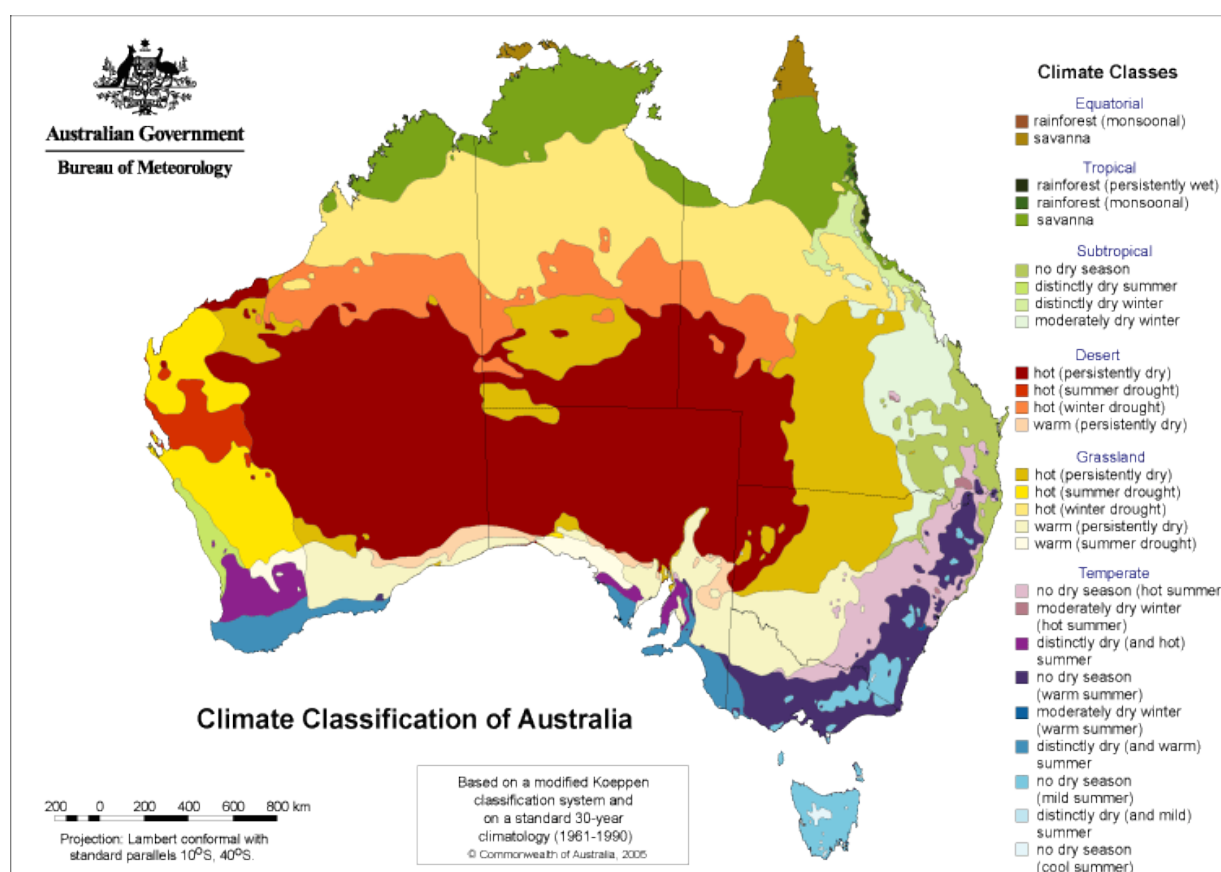 Australian Government
Bureau of Meteorology
Climate Classes
Equatorial
rainforest (monsoonal)
savanna
Tropical
rainforest (persistently wet)
rainforest (monsoonal)
savanna
Subtropical
no dry season
distinctly dry summer
distinctly dry winter
moderately dry winter
Desert
hot (persistently dry)
hot (summer drought)
hot (winter drought)
warm (persistently dry)
Grassland
hot (persistently dry)
hot (summer drought)
hot (winter drought)
warm (persistently dry)
warm (summer drought)
Temperate
no dry season (hot summer
moderately dry winter
(hot summer)
distinctly dry (and hot)
summer
no dry season
(warm summer)
moderately dry winter
(warm summer)
distinctly dry (and warm)
summer
no dry season
(mild summer)
distinctly dry (and mild)
summer
no dry season
(cool summer)
Climate Classification of Australia
Based on a modified Koeppen
classification system and
on a standard 30-year
climatology (1961-1990)
© Commonwealth of Australia, 2005
200 0 200 400 600 800 km
Projection: Lambert conformal with
standard parallels 10°S, 40°S.